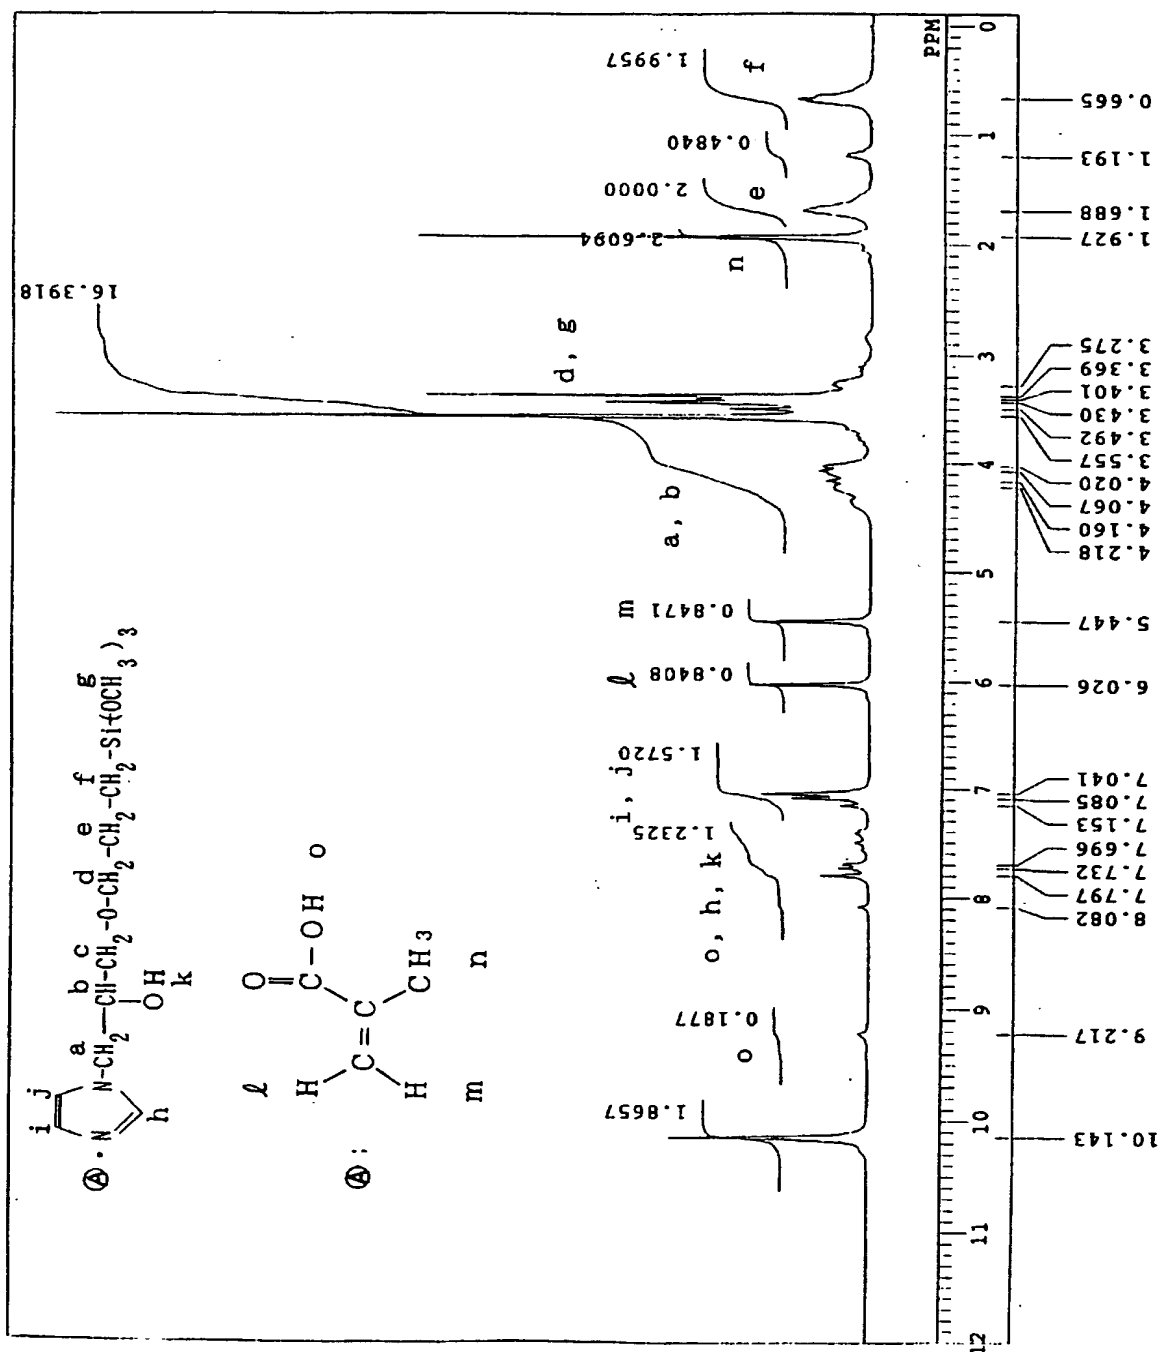 i j a b c d e f g
Ⓐ · N N-CH2-CH-CH2-O-CH2-CH2-CH2-Si(OCH3)3
h OH
k
Ⓐ :
ℓ H O
C=C C-OH o
m H CH3 n
1.8657
0.1877
o
1.2325
o, h, k
1.5720
i, j
0.8408
ℓ
0.8471
m
a, b
16.3918
d, g
2.6094
n
2.0000
e
0.4840
1.9957
f
PPM
12 11 10 9 8 7 6 5 4 3 2 1 0
10.143
9.217
8.082
7.797
7.732
7.696
7.153
7.085
7.041
6.026
5.447
4.218
4.160
4.067
4.020
3.557
3.492
3.430
3.401
3.369
3.275
1.927
1.688
1.193
0.665